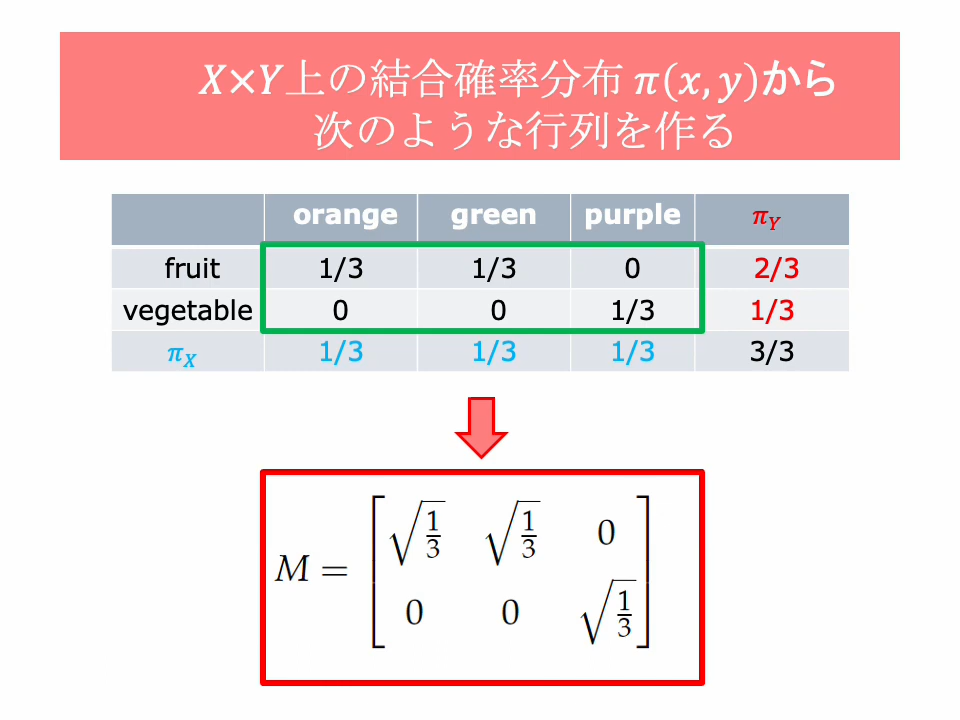 X×Y上の結合確率分布 π(x, y)から
次のような行列を作る
orange green purple π_Y
fruit 1/3 1/3 0 2/3
vegetable 0 0 1/3 1/3
π_X 1/3 1/3 1/3 3/3
M = [ √(1/3) √(1/3) 0
0 0 √(1/3) ]